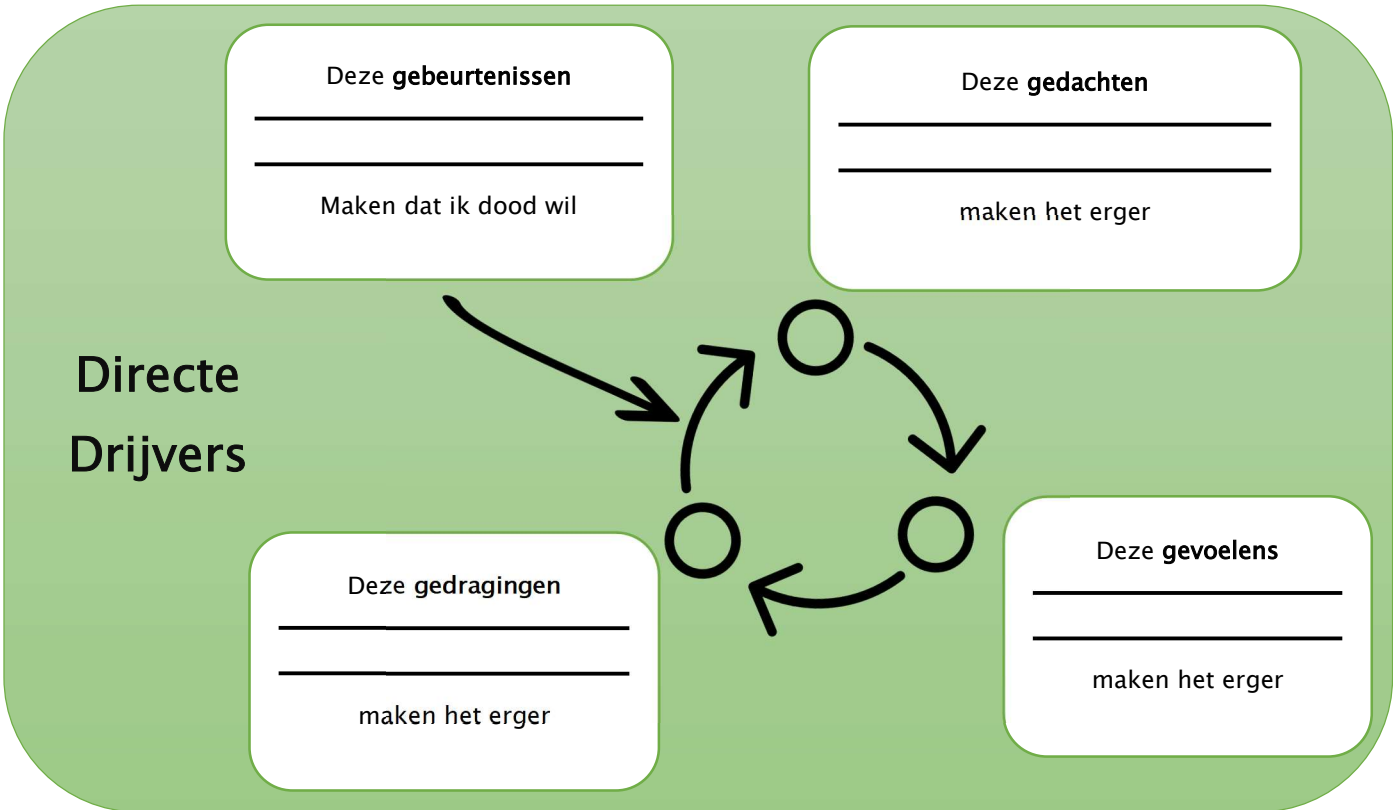 Deze gebeurtenissen
Maken dat ik dood wil
Deze gedachten
maken het erger
Directe
Drijvers
Deze gevoelens
maken het erger
Deze gedragingen
maken het erger